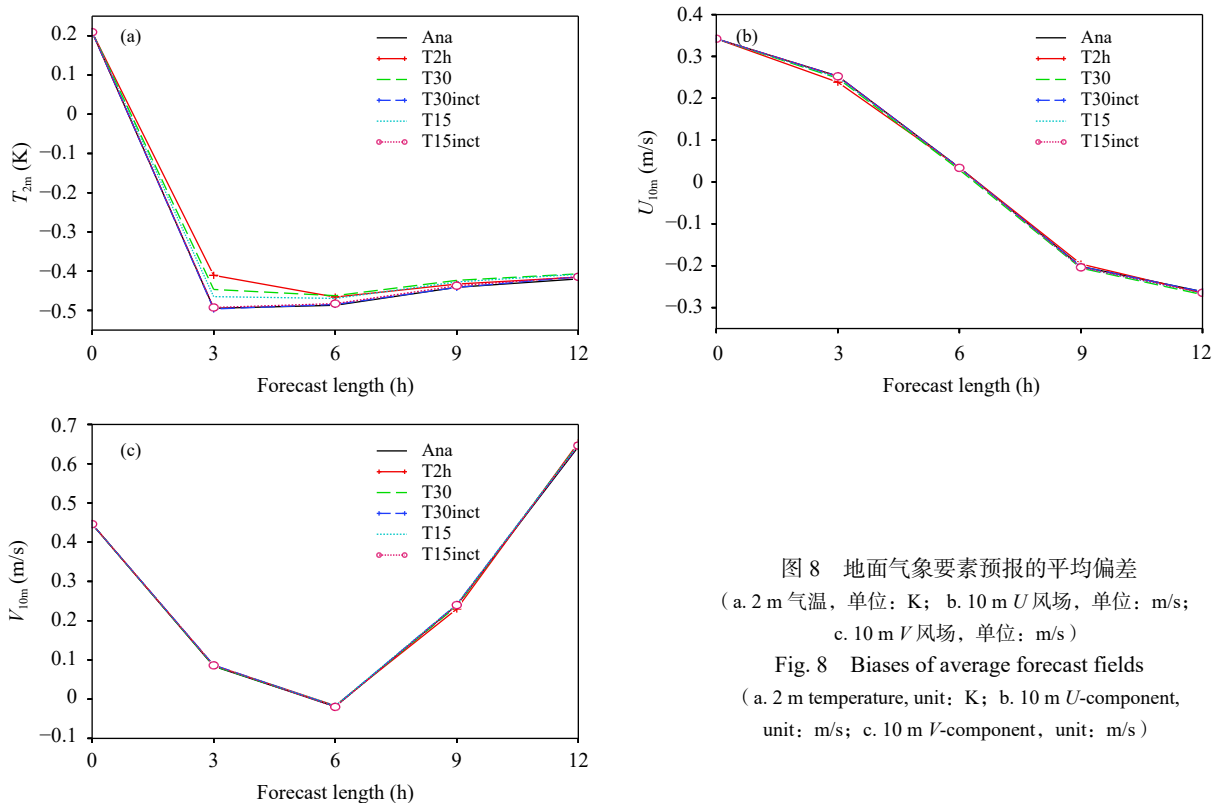 (a)
Ana
T2h
T30
T30inct
T15
T15inct
T2m (K)
0.2
0.1
0
−0.1
−0.2
−0.3
−0.4
−0.5
0 3 6 9 12
Forecast length (h)
(b)
Ana
T2h
T30
T30inct
T15
T15inct
U10m (m/s)
0.4
0.3
0.2
0.1
0
−0.1
−0.2
−0.3
0 3 6 9 12
Forecast length (h)
(c)
Ana
T2h
T30
T30inct
T15
T15inct
V10m (m/s)
0.7
0.6
0.5
0.4
0.3
0.2
0.1
0
−0.1
0 3 6 9 12
Forecast length (h)
图 8 地面气象要素预报的平均偏差
（a. 2 m 气温，单位：K； b. 10 m U 风场，单位：m/s；
c. 10 m V 风场，单位：m/s）
Fig. 8 Biases of average forecast fields
（a. 2 m temperature, unit：K；b. 10 m U-component,
unit：m/s；c. 10 m V-component，unit：m/s）